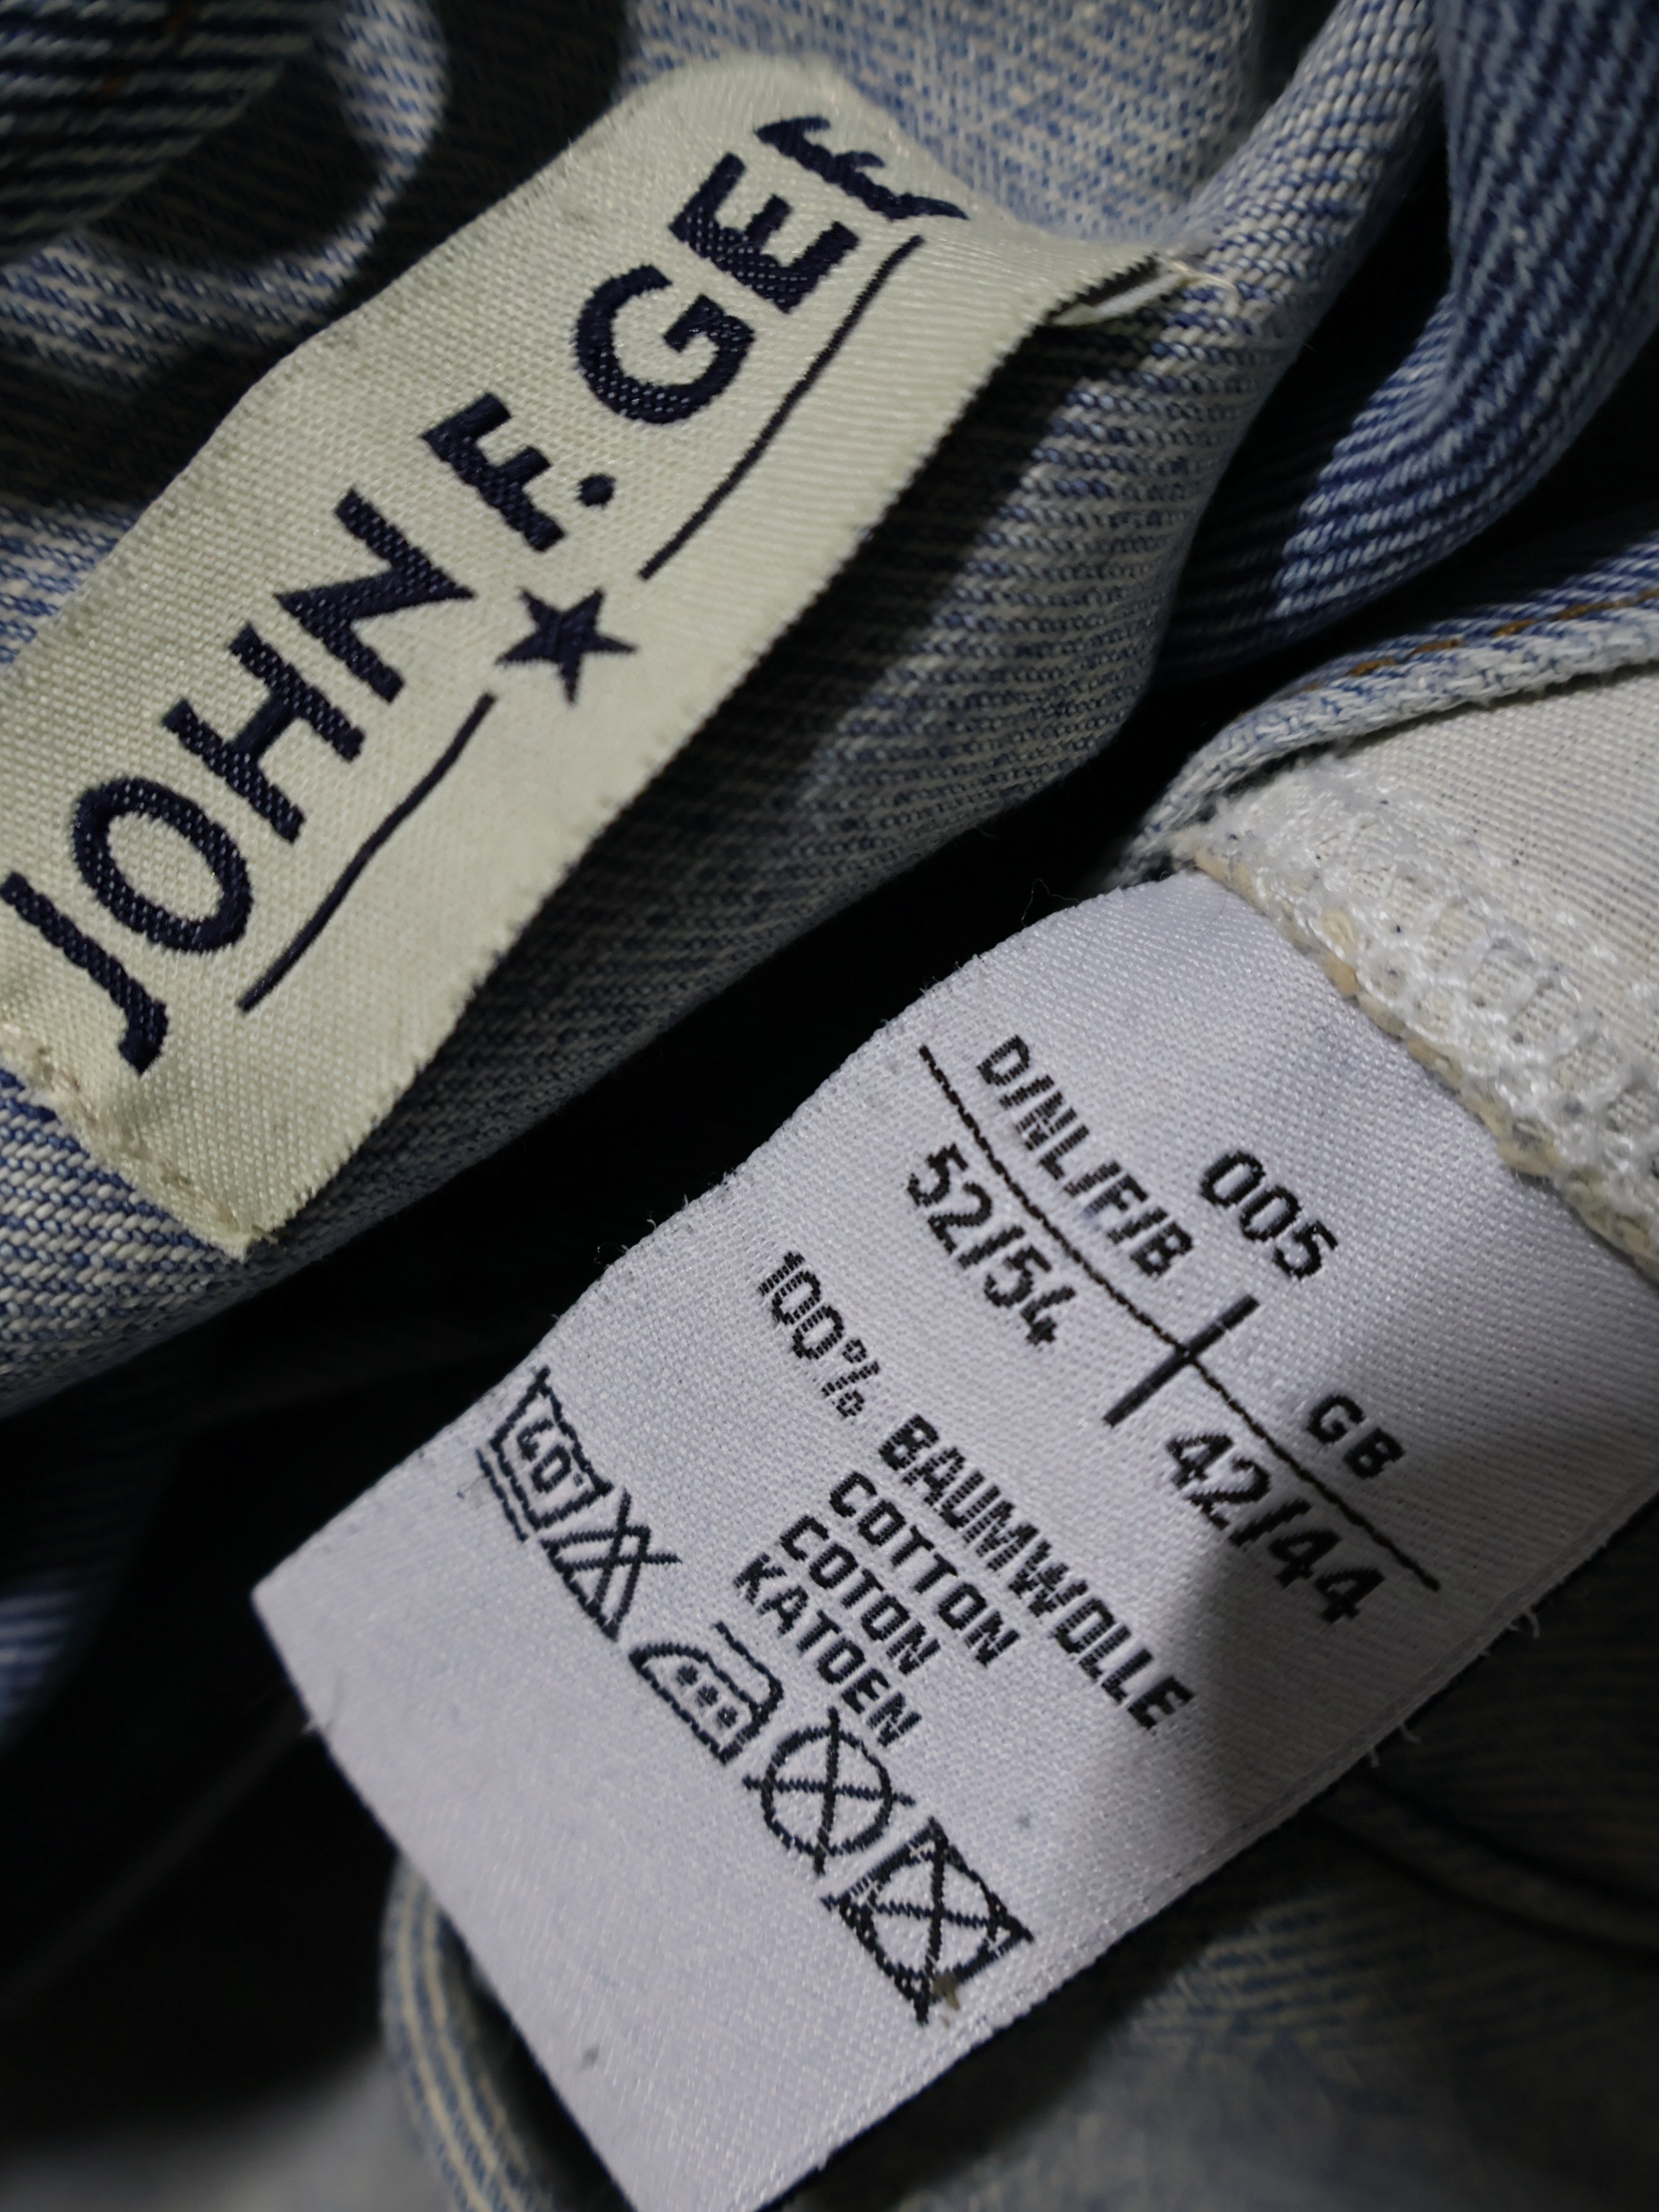 JOHN F. GEE
005
D/NL/F/B GB
52/54 42/44
100% BAUMWOLLE
COTTON
COTON
KATOEN
40°